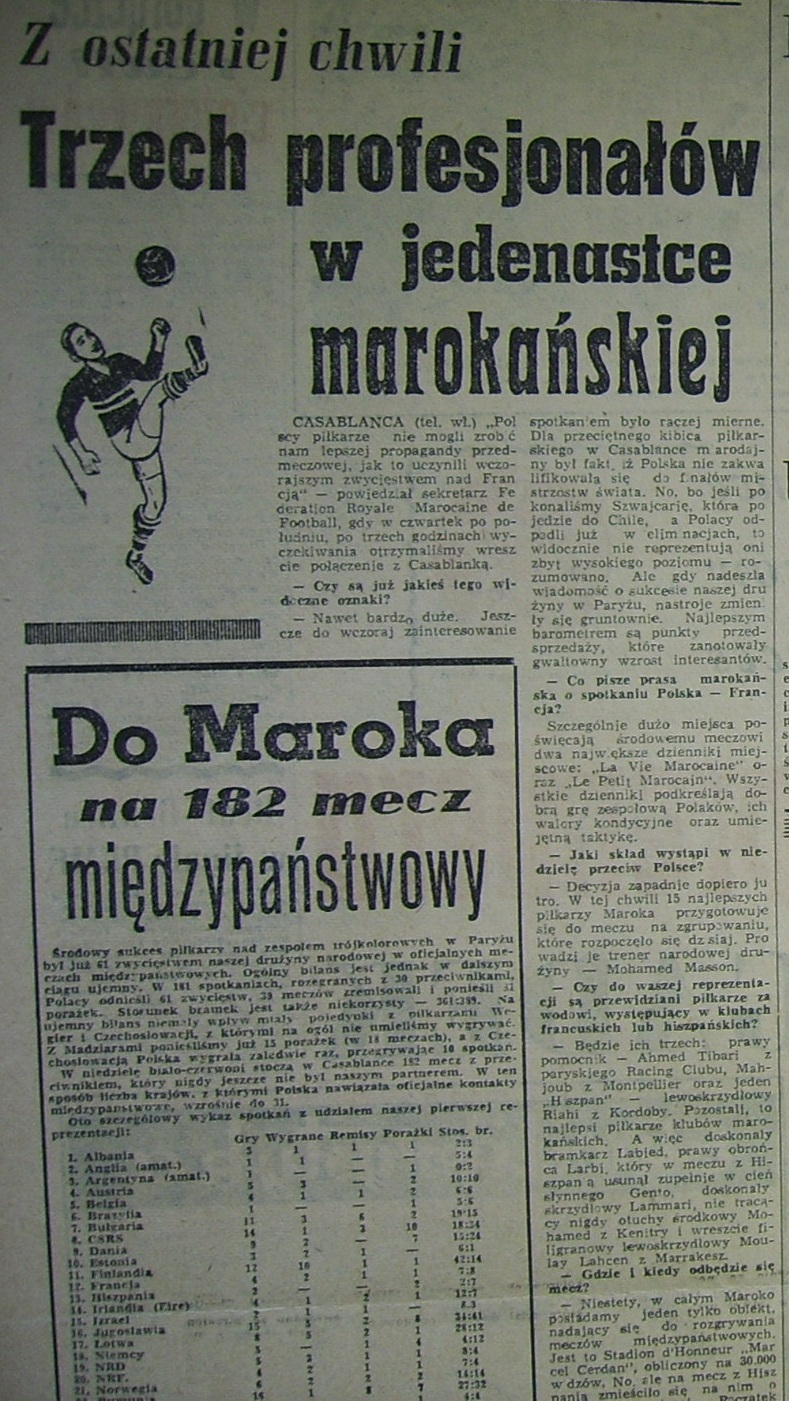 Z ostatniej chwili
Trzech profesjonałów
w jedenastce
marokańskiej
CASABLANCA (tel. wł.) „Pol
scy piłkarze nie mogli zrobić
nam lepszej propagandy przed-
meczowej, jak to uczynili wczo-
rajszym zwycięstwem nad Fran
cją" — powiedział sekretarz Fe
deration Royale Marocaine de
Football, gdy w czwartek po po-
łudniu, po trzech godzinach wy-
czekiwania otrzymaliśmy wresz
cie połączenie z Casablanką.
— Czy są już jakieś tego wi-
doczne oznaki?
— Nawet bardzo duże. Jesz-
cze do wczoraj zainteresowanie
spotkaniem było raczej mierne.
Dla przeciętnego kibica piłkar-
skiego w Casablance miarodaj-
ny był fakt, iż Polska nie zakwa
lifikowała się do finałów mi-
strzostw świata. No, bo jeśli po
konaliśmy Szwajcarię, która po
jedzie do Chile, a Polacy od-
padli już w eliminacjach, to
widocznie nie reprezentują oni
zbyt wysokiego poziomu — ro-
zumowano. Ale gdy nadeszła
wiadomość o sukcesie naszej dru
żyny w Paryżu, nastroje zmieni
ły się gruntownie. Najlepszym
barometrem są punkty przed-
sprzedaży, które zanotowały
gwałtowny wzrost interesantów.
— Co pisze prasa marokań-
ska o spotkaniu Polska — Fran-
cja?
Szczególnie dużo miejsca po-
święcają środowemu meczowi
dwa największe dzienniki miej-
scowe: „La Vie Marocaine" o-
raz „Le Petit Marocain". Wszy-
stkie dzienniki podkreślają do-
brą grę zespołową Polaków, ich
walory kondycyjne oraz umie-
jętną taktykę.
— Jaki skład wystąpi w nie-
dzielę przeciw Polsce?
— Decyzja zapadnie dopiero ju
tro. W tej chwili 15 najlepszych
piłkarzy Maroka przygotowuje
się do meczu na zgrupowaniu,
które rozpoczęło się dzisiaj. Pro
wadzi je trener narodowej dru-
żyny — Mohamed Masson.
— Czy do waszej reprezenta-
cji są przewidziani piłkarze za
wodowi, występujący w klubach
francuskich lub hiszpańskich?
— Będzie ich trzech: prawy
pomocnik — Ahmed Tibari z
paryskiego Racing Clubu, Mah-
joub z Montpellier oraz jeden
„Hiszpan" — lewoskrzydłowy
Riahi z Kordoby. Pozostali, to
najlepsi piłkarze klubów maro-
kańskich. A więc doskonały
bramkarz Labied, prawy obroń-
ca Larbi, który w meczu z Hi-
szpanią usunął zupełnie w cień
słynnego Gento, doskonały
skrzydłowy Lammari, nie tracą-
cy nigdy otuchy środkowy Mo-
hamed z Kenitry i wreszcie fi-
ligranowy lewoskrzydłowy Mou-
lay Lahcen z Marrakesz.
— Gdzie i kiedy odbędzie się
mecz?
— Niestety, w całym Maroko
posiadamy jeden tylko obiekt,
nadający się do rozgrywania
meczów międzypaństwowych.
Jest to Stadion d'Honneur „Mar
cel Cerdan", obliczony na 30.000
widzów. No, ale na mecz z Hisz
panią zmieściło się na nim o
Do Maroka
na 182 mecz
międzypaństwowy
Środowy sukces piłkarzy nad zespołem trójkolorowych w Paryżu
był już 61 zwycięstwem naszej drużyny narodowej w oficjalnych me-
czach międzypaństwowych. Ogólny bilans jest jednak w dalszym
ciągu ujemny. W 181 spotkaniach, rozegranych z 30 przeciwnikami,
Polacy odnieśli 61 zwycięstw, 39 meczów zremisowali i ponieśli 81
porażek. Stosunek bramek jest także niekorzystny — 361:389. Na
ujemny bilans niemały wpływ miały pojedynki z piłkarzami Wę-
gier i Czechosłowacji, z którymi na ogół nie umieliśmy wygrywać.
Z Madziarami ponieśliśmy już 15 porażek (w 18 meczach), a z Cze-
chosłowacją Polska wygrała zaledwie raz, przegrywając 10 spotkań.
W niedzielę biało-czerwoni stoczą w Casablance 182 mecz z prze-
ciwnikiem, który nigdy jeszcze nie był naszym partnerem. W ten
sposób liczba krajów, z którymi Polska nawiązała oficjalne kontakty
międzypaństwowe, wzrośnie do 31.
Oto szczegółowy wykaz spotkań z udziałem naszej pierwszej re-
prezentacji:
Gry Wygrane Remisy Porażki Stos. br.
1. Albania
2. Anglia (amat.)
3. Argentyna (amat.)
4. Austria
5. Belgia
6. Brazylia
7. Bułgaria
8. CSRS
9. Dania
10. Estonia
11. Finlandia
12. Francja
13. Hiszpania
14. Irlandia (Eire)
15. Izrael
16. Jugosławia
17. Łotwa
18. Niemcy
19. NRD
20. NRF
21. Norwegia